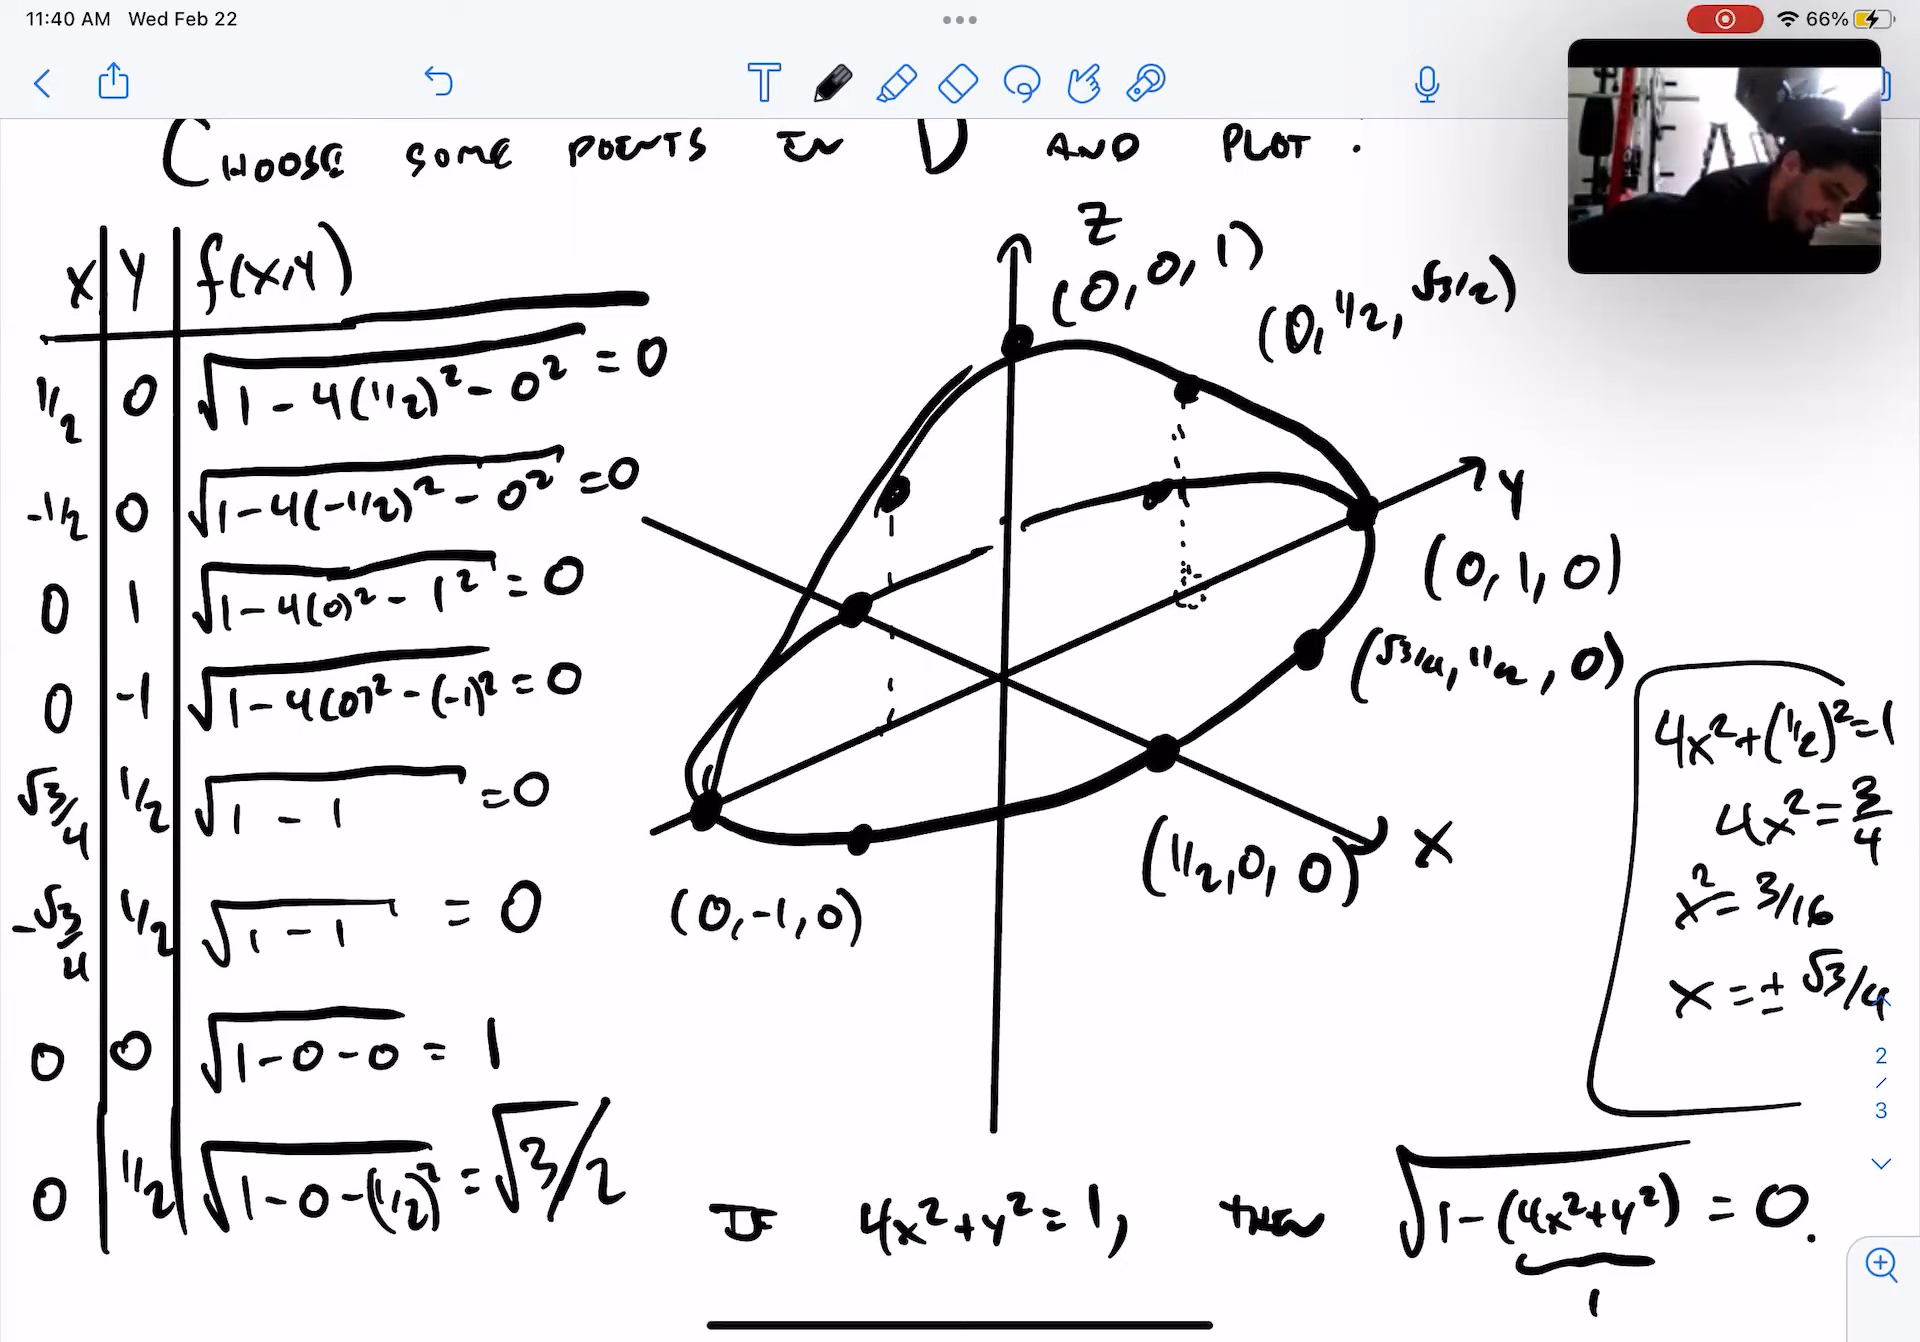 11:40 AM Wed Feb 22
66%
CHOOSE SOME POINTS IN D AND PLOT.
x y f(x,y)
1/2 0 √(1-4(1/2)²-0²) = 0
-1/2 0 √(1-4(-1/2)²-0²) = 0
0 1 √(1-4(0)²-1²) = 0
0 -1 √(1-4(0)²-(-1)²) = 0
√3/4 1/2 √(1-1) = 0
-√3/4 1/2 √(1-1) = 0
0 0 √(1-0-0) = 1
0 1/2 √(1-0-(1/2)²) = √3/2
Z
(0, 0, 1)
(0, 1/2, √3/2)
Y
(0, 1, 0)
(√3/4, 1/2, 0)
X
(1/2, 0, 0)
(0, -1, 0)
4x²+(1/2)²=1
4x²=3/4
x²=3/16
x=±√3/4
2
/
3
IF 4x²+y²=1, THEN √(1-(4x²+y²)) = 0.
1